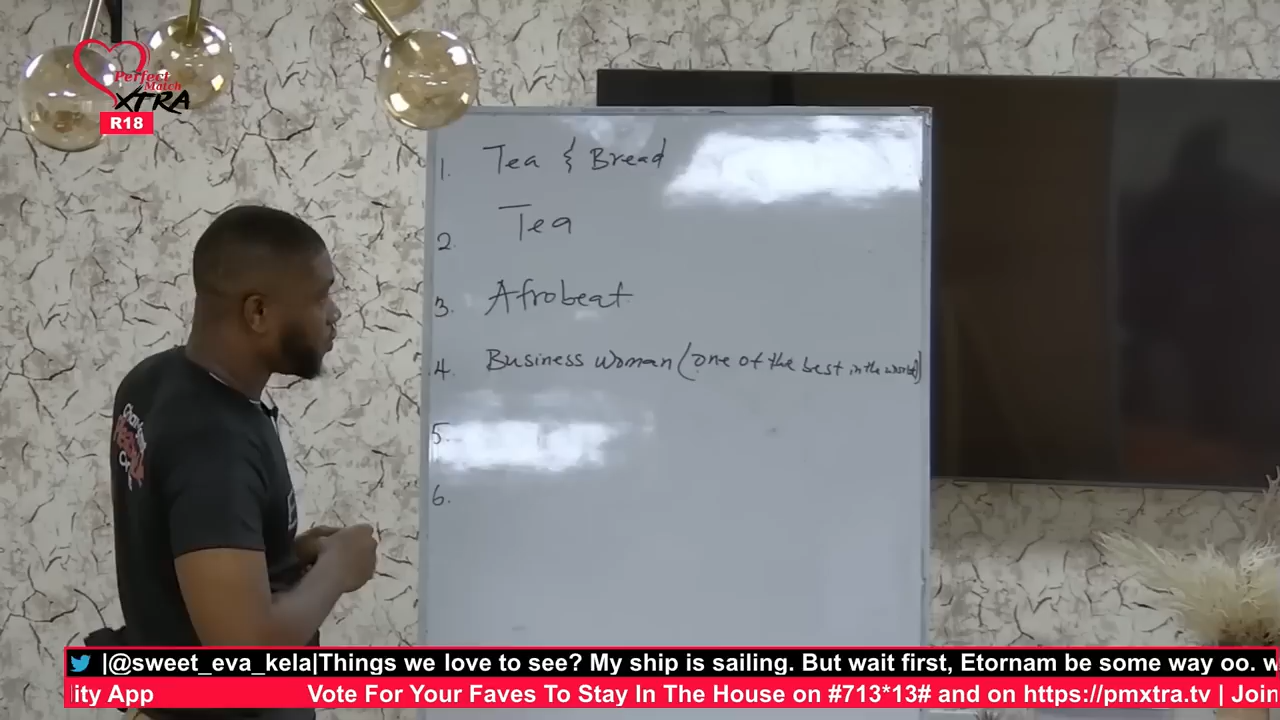 Perfect
Match
XTRA
R18
1. Tea & Bread
2. Tea
3. Afrobeat
4. Business woman (one of the best in the world)
5.
6.
|@sweet_eva_kela|Things we love to see? My ship is sailing. But wait first, Etornam be some way oo. w
ity App Vote For Your Faves To Stay In The House on #713*13# and on https://pmxtra.tv | Join